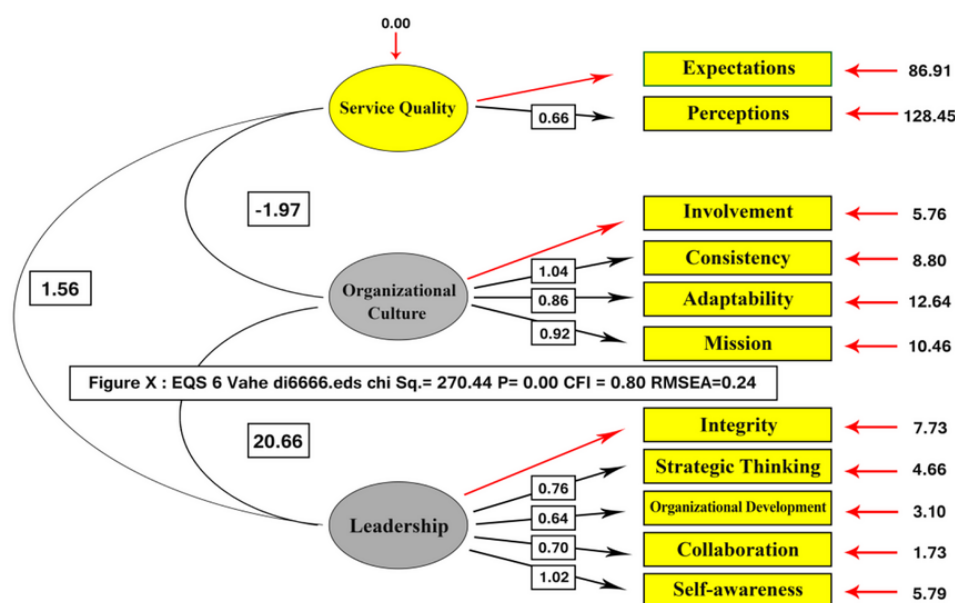 0.00
Service Quality
Expectations
86.91
0.66
Perceptions
128.45
-1.97
Involvement
5.76
1.04
Consistency
8.80
1.56
Organizational
Culture
0.86
Adaptability
12.64
0.92
Mission
10.46
Figure X : EQS 6 Vahe di6666.eds chi Sq.= 270.44 P= 0.00 CFI = 0.80 RMSEA=0.24
20.66
Integrity
7.73
0.76
Strategic Thinking
4.66
Leadership
0.64
Organizational Development
3.10
0.70
Collaboration
1.73
1.02
Self-awareness
5.79